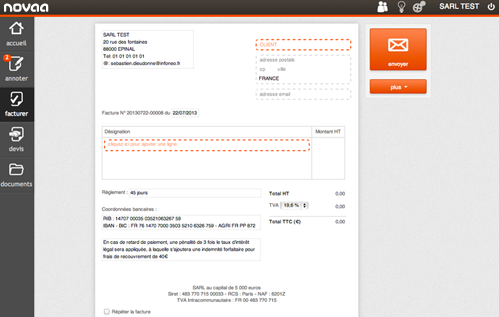 novaa
SARL TEST
accueil
2
annoter
facturer
devis
documents
SARL TEST
20 rue des fontaines
88000 EPINAL
Tél: 01 01 01 01 01
@: sebastien.dieudonne@infoneo.fr
CLIENT
adresse postale
cp ville
FRANCE
adresse email
envoyer
plus
Facture N° 20130722-00008 du 22/07/2013
Désignation Montant HT
cliquez ici pour ajouter une ligne
Règlement : 45 jours
Total HT 0,00
TVA 19,6 % 0,00
Total TTC (€) 0,00
Coordonnées bancaires :
RIB : 14707 00035 03521063267 59
IBAN - BIC : FR 76 1470 7000 3503 5210 6326 759 - AGRI FR PP 872
En cas de retard de paiement, une pénalité de 3 fois le taux d'intérêt
légal sera appliquée, à laquelle s'ajoutera une indemnité forfaitaire pour
frais de recouvrement de 40€
SARL au capital de 5 000 euros
Siret : 483 770 715 00033 - RCS : Paris - NAF : 6201Z
TVA Intracommunautaire : FR 00 483 770 715
Répéter la facture